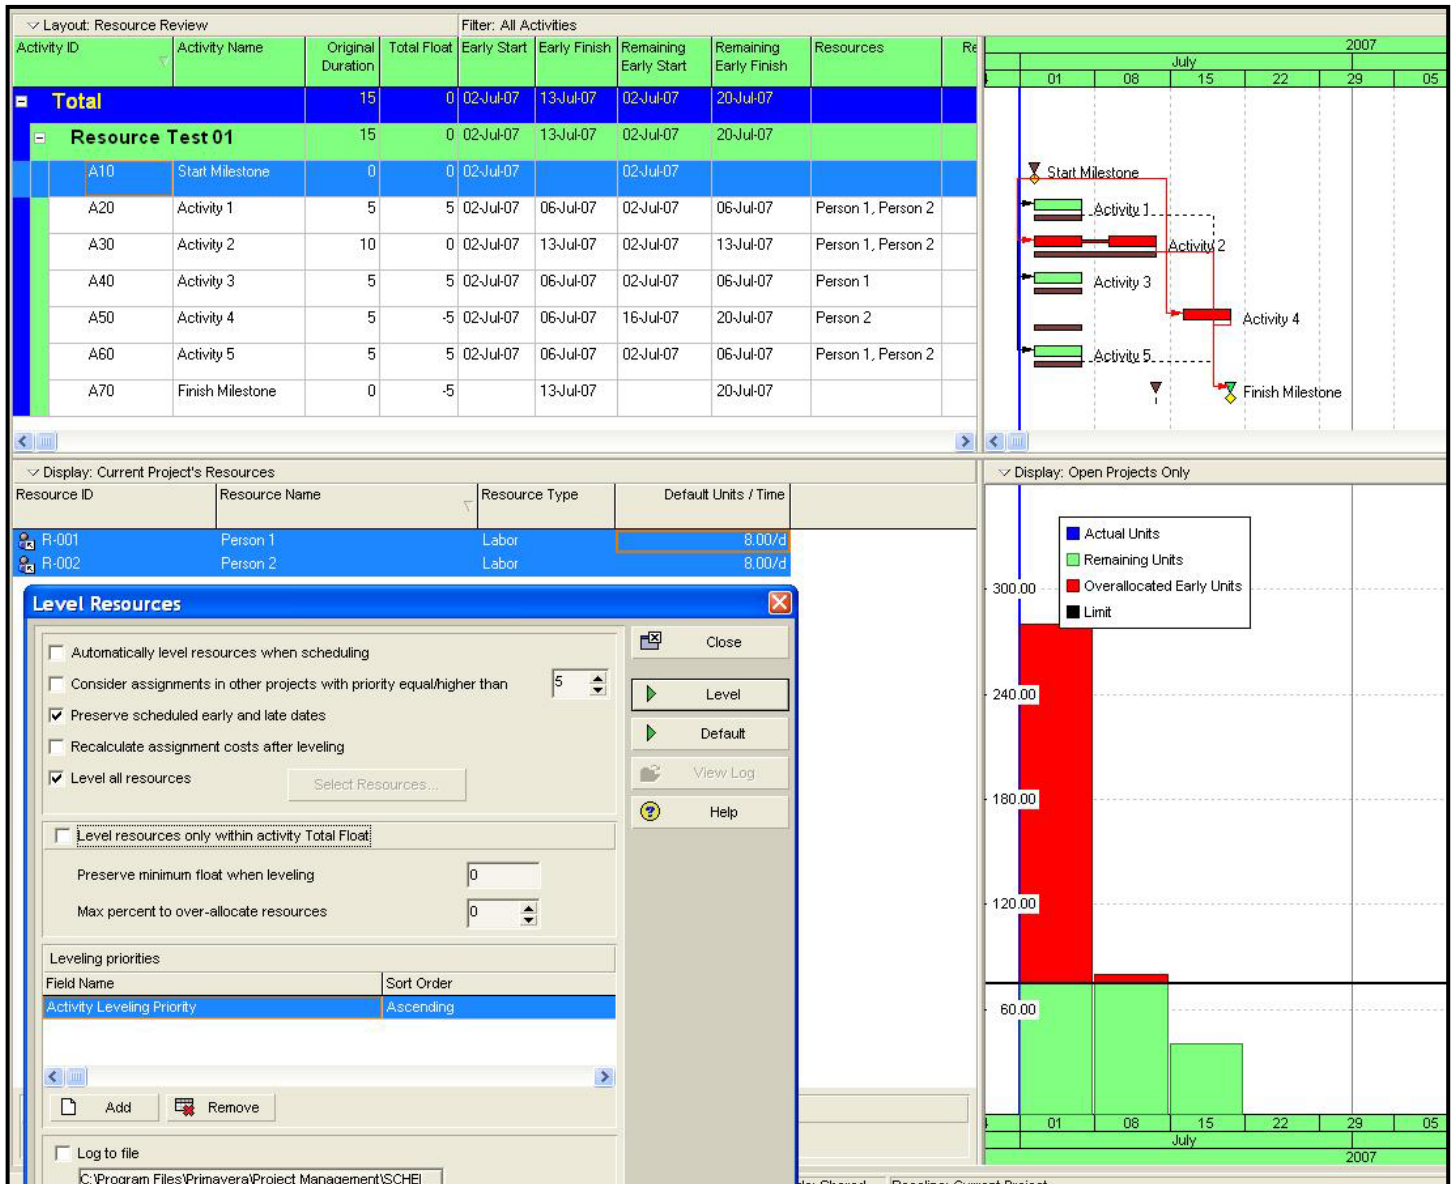 Layout: Resource Review Filter: All Activities
Activity ID Activity Name Original Duration Total Float Early Start Early Finish Remaining Early Start Remaining Early Finish Resources Re
2007
July
01 08 15 22 29 05
Total 15 0 02-Jul-07 13-Jul-07 02-Jul-07 20-Jul-07
Resource Test 01 15 0 02-Jul-07 13-Jul-07 02-Jul-07 20-Jul-07
A10 Start Milestone 0 0 02-Jul-07 02-Jul-07 Start Milestone
A20 Activity 1 5 5 02-Jul-07 06-Jul-07 02-Jul-07 06-Jul-07 Person 1, Person 2 Activity 1
A30 Activity 2 10 0 02-Jul-07 13-Jul-07 02-Jul-07 13-Jul-07 Person 1, Person 2 Activity 2
A40 Activity 3 5 5 02-Jul-07 06-Jul-07 02-Jul-07 06-Jul-07 Person 1 Activity 3
A50 Activity 4 5 -5 02-Jul-07 06-Jul-07 16-Jul-07 20-Jul-07 Person 2 Activity 4
A60 Activity 5 5 5 02-Jul-07 06-Jul-07 02-Jul-07 06-Jul-07 Person 1, Person 2 Activity 5
A70 Finish Milestone 0 -5 13-Jul-07 20-Jul-07 Finish Milestone
Display: Current Project's Resources Display: Open Projects Only
Resource ID Resource Name Resource Type Default Units / Time
R-001 Person 1 Labor 8.00/d
R-002 Person 2 Labor 8.00/d
Level Resources
Automatically level resources when scheduling
Consider assignments in other projects with priority equal/higher than 5
Preserve scheduled early and late dates
Recalculate assignment costs after leveling
Level all resources Select Resources...
Close
Level
Default
View Log
Help
Level resources only within activity Total Float
Preserve minimum float when leveling 0
Max percent to over-allocate resources 0
Leveling priorities
Field Name Sort Order
Activity Leveling Priority Ascending
Add Remove
Log to file
C:\Program Files\Primavera\Project Management\SCHEI
Actual Units
Remaining Units
Overallocated Early Units
Limit
300.00
240.00
180.00
120.00
60.00
01 08 15 22 29 05
July
2007